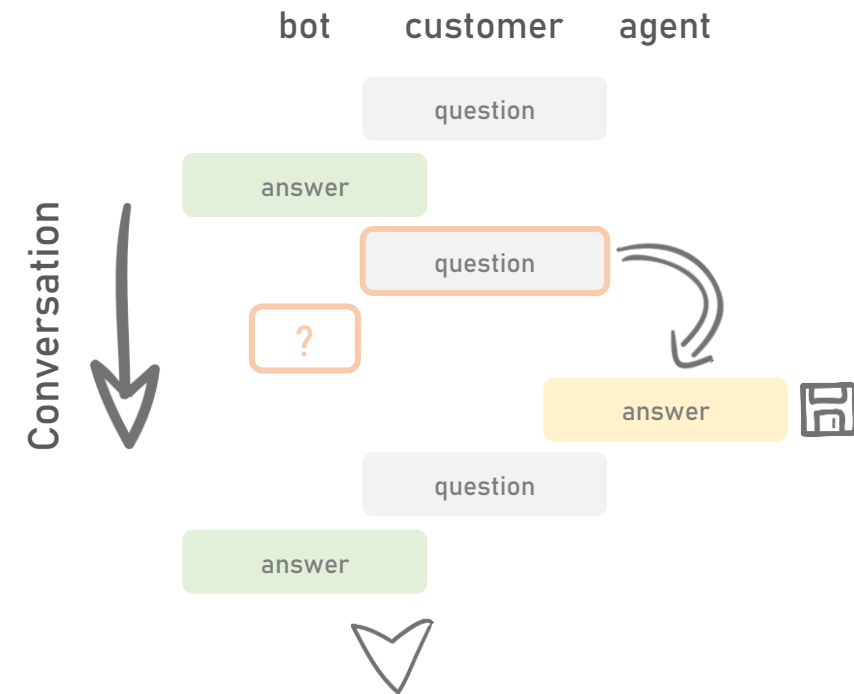 bot customer agent
question
answer
Conversation
question
?
answer
question
answer